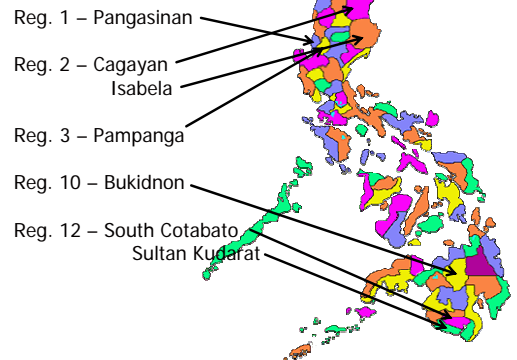 Reg. 1 – Pangasinan
Reg. 2 – Cagayan
Isabela
Reg. 3 – Pampanga
Reg. 10 – Bukidnon
Reg. 12 – South Cotabato
Sultan Kudarat